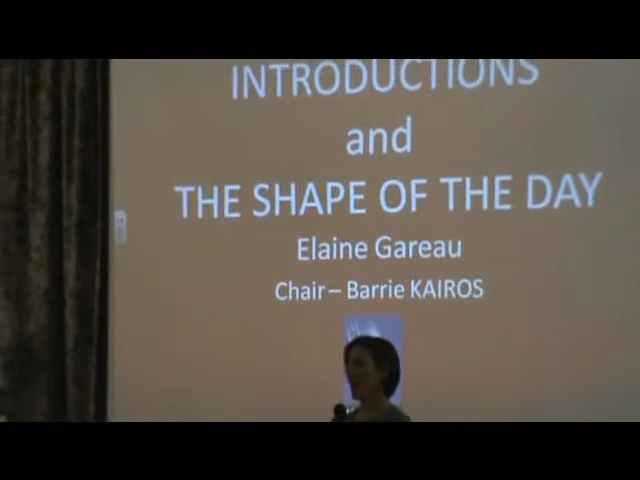 INTRODUCTIONS
and
THE SHAPE OF THE DAY
Elaine Gareau
Chair – Barrie KAIROS